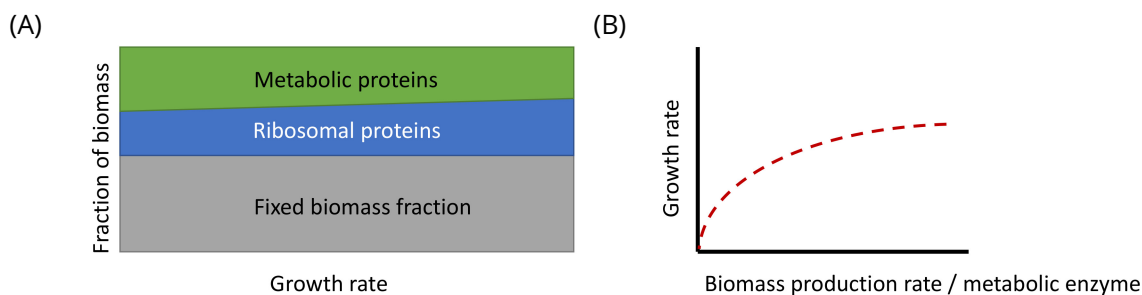 (A)
Fraction of biomass
Metabolic proteins
Ribosomal proteins
Fixed biomass fraction
Growth rate
(B)
Growth rate
Biomass production rate / metabolic enzyme